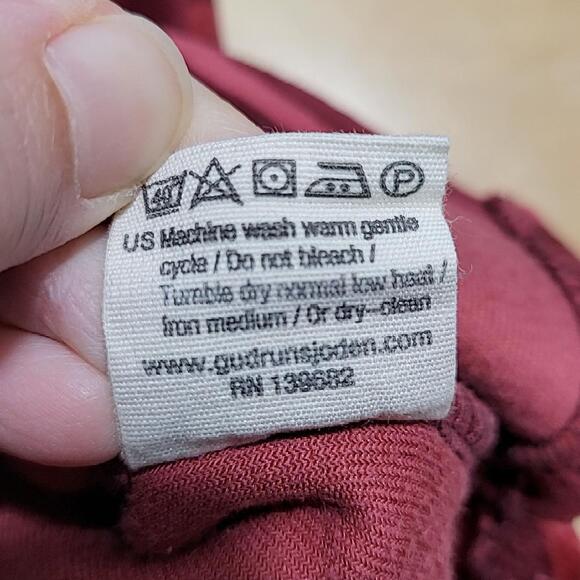 40 P
US Machine wash warm gentle
cycle / Do not bleach /
Tumble dry normal low heat /
Iron medium / Or dry-clean
www.gudrunsjoden.com
RN 139682